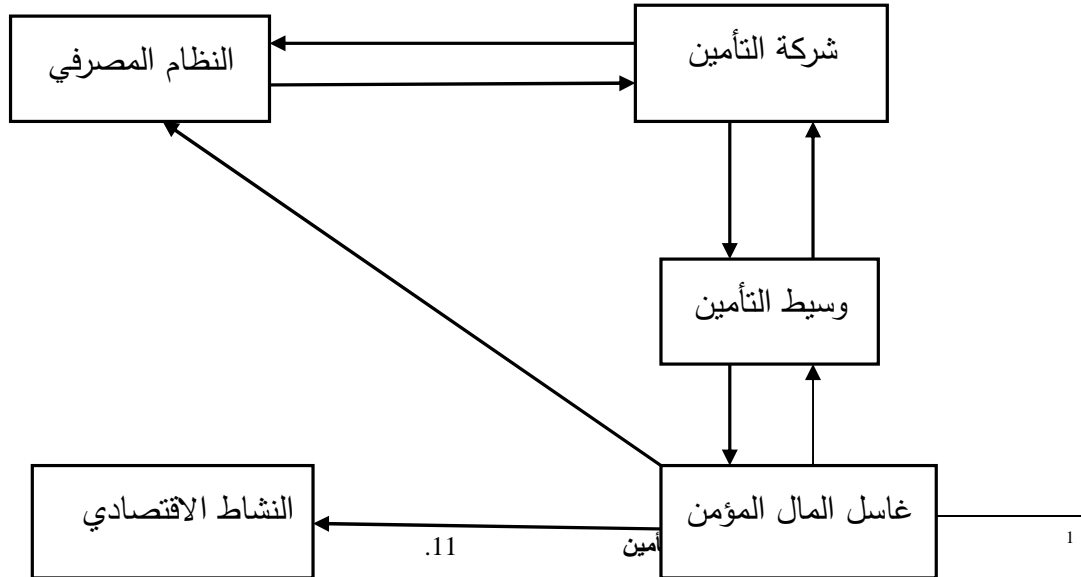 شركة التأمين
النظام المصرفي
وسيط التأمين
غاسل المال المؤمن
النشاط الاقتصادي
11.
1